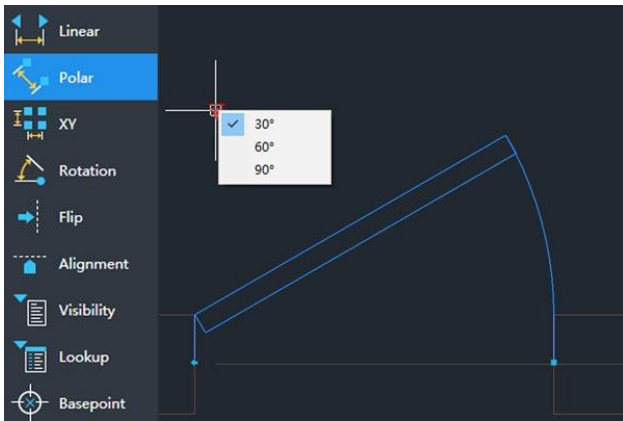 Linear
Polar
XY
Rotation
Flip
Alignment
Visibility
Lookup
Basepoint
30°
60°
90°